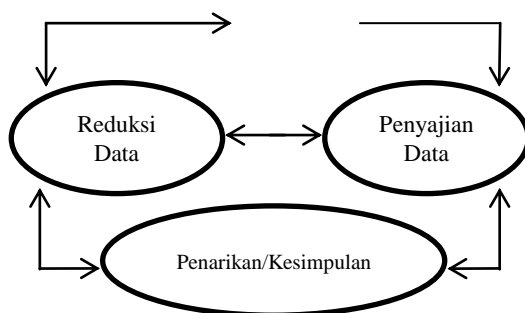 Reduksi
Data
Penyajian
Data
Penarikan/Kesimpulan